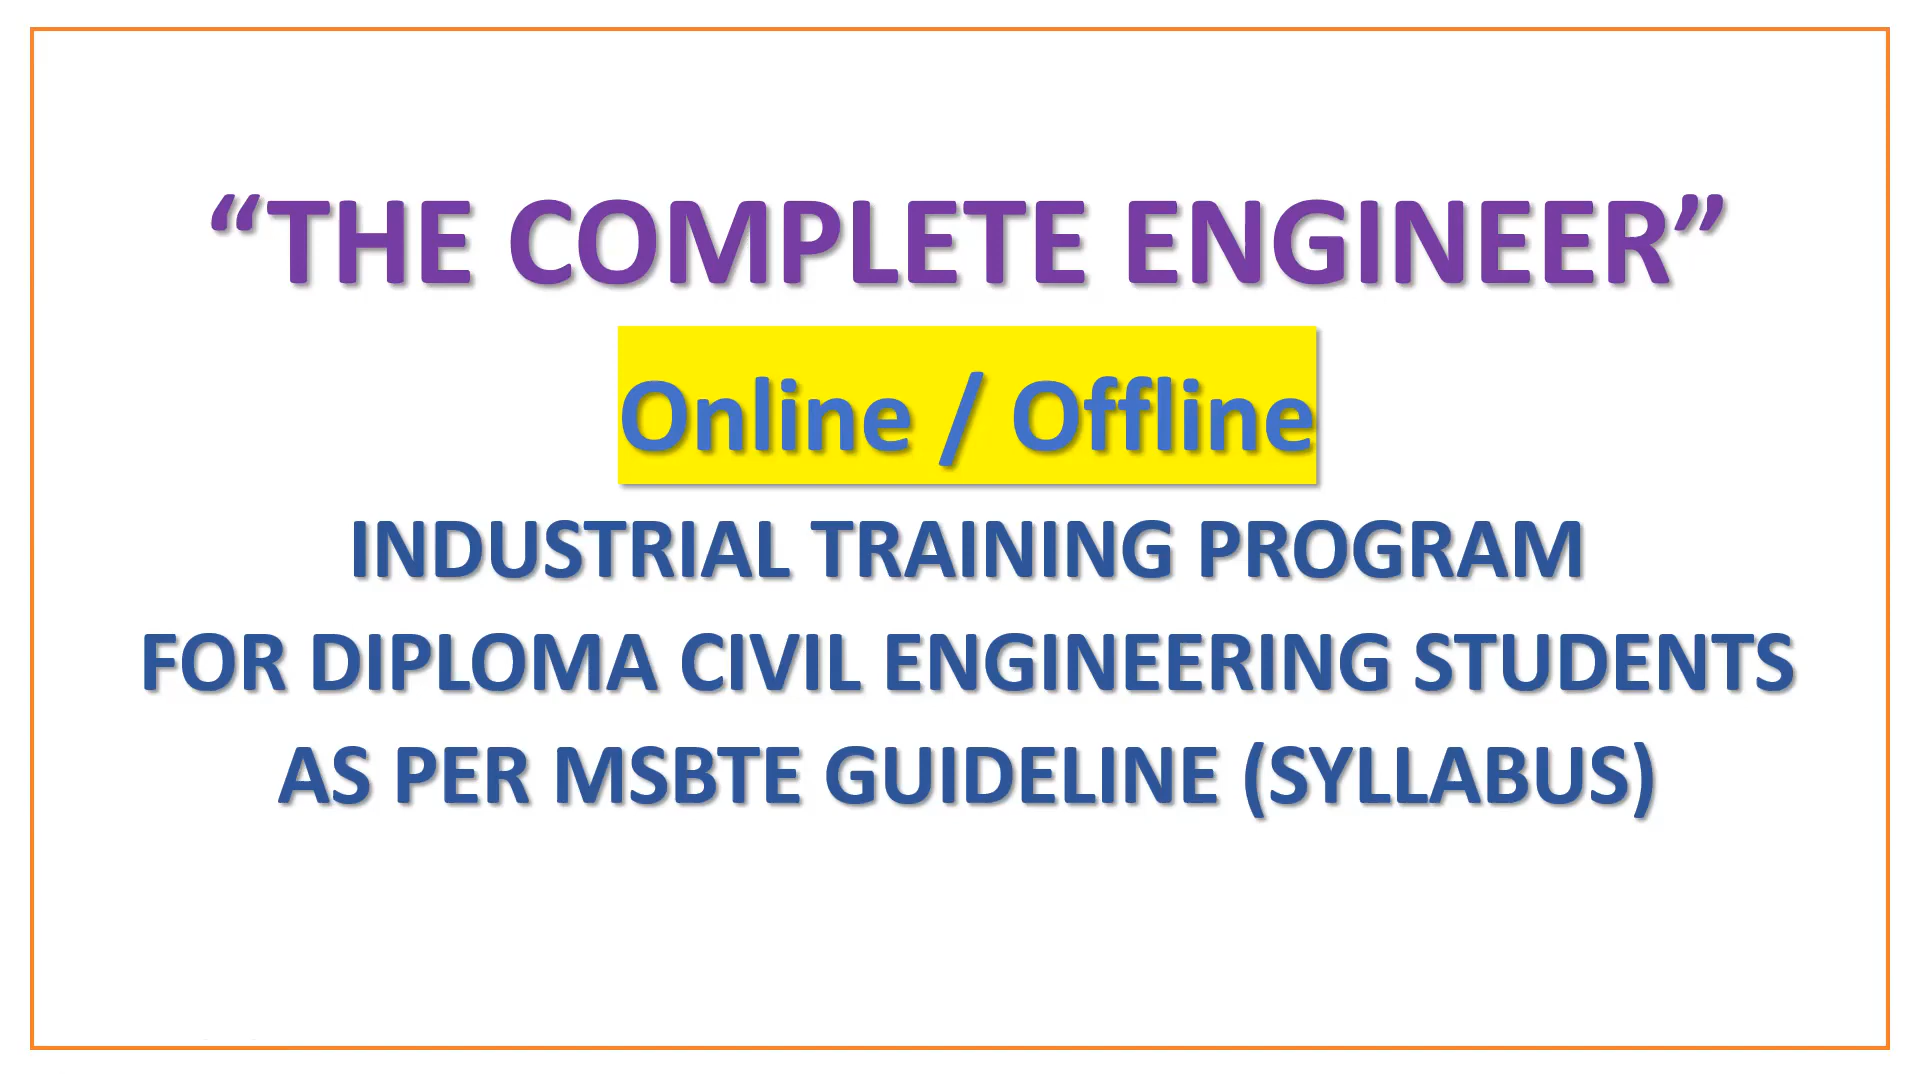 “THE COMPLETE ENGINEER”
Online / Offline
INDUSTRIAL TRAINING PROGRAM
FOR DIPLOMA CIVIL ENGINEERING STUDENTS
AS PER MSBTE GUIDELINE (SYLLABUS)